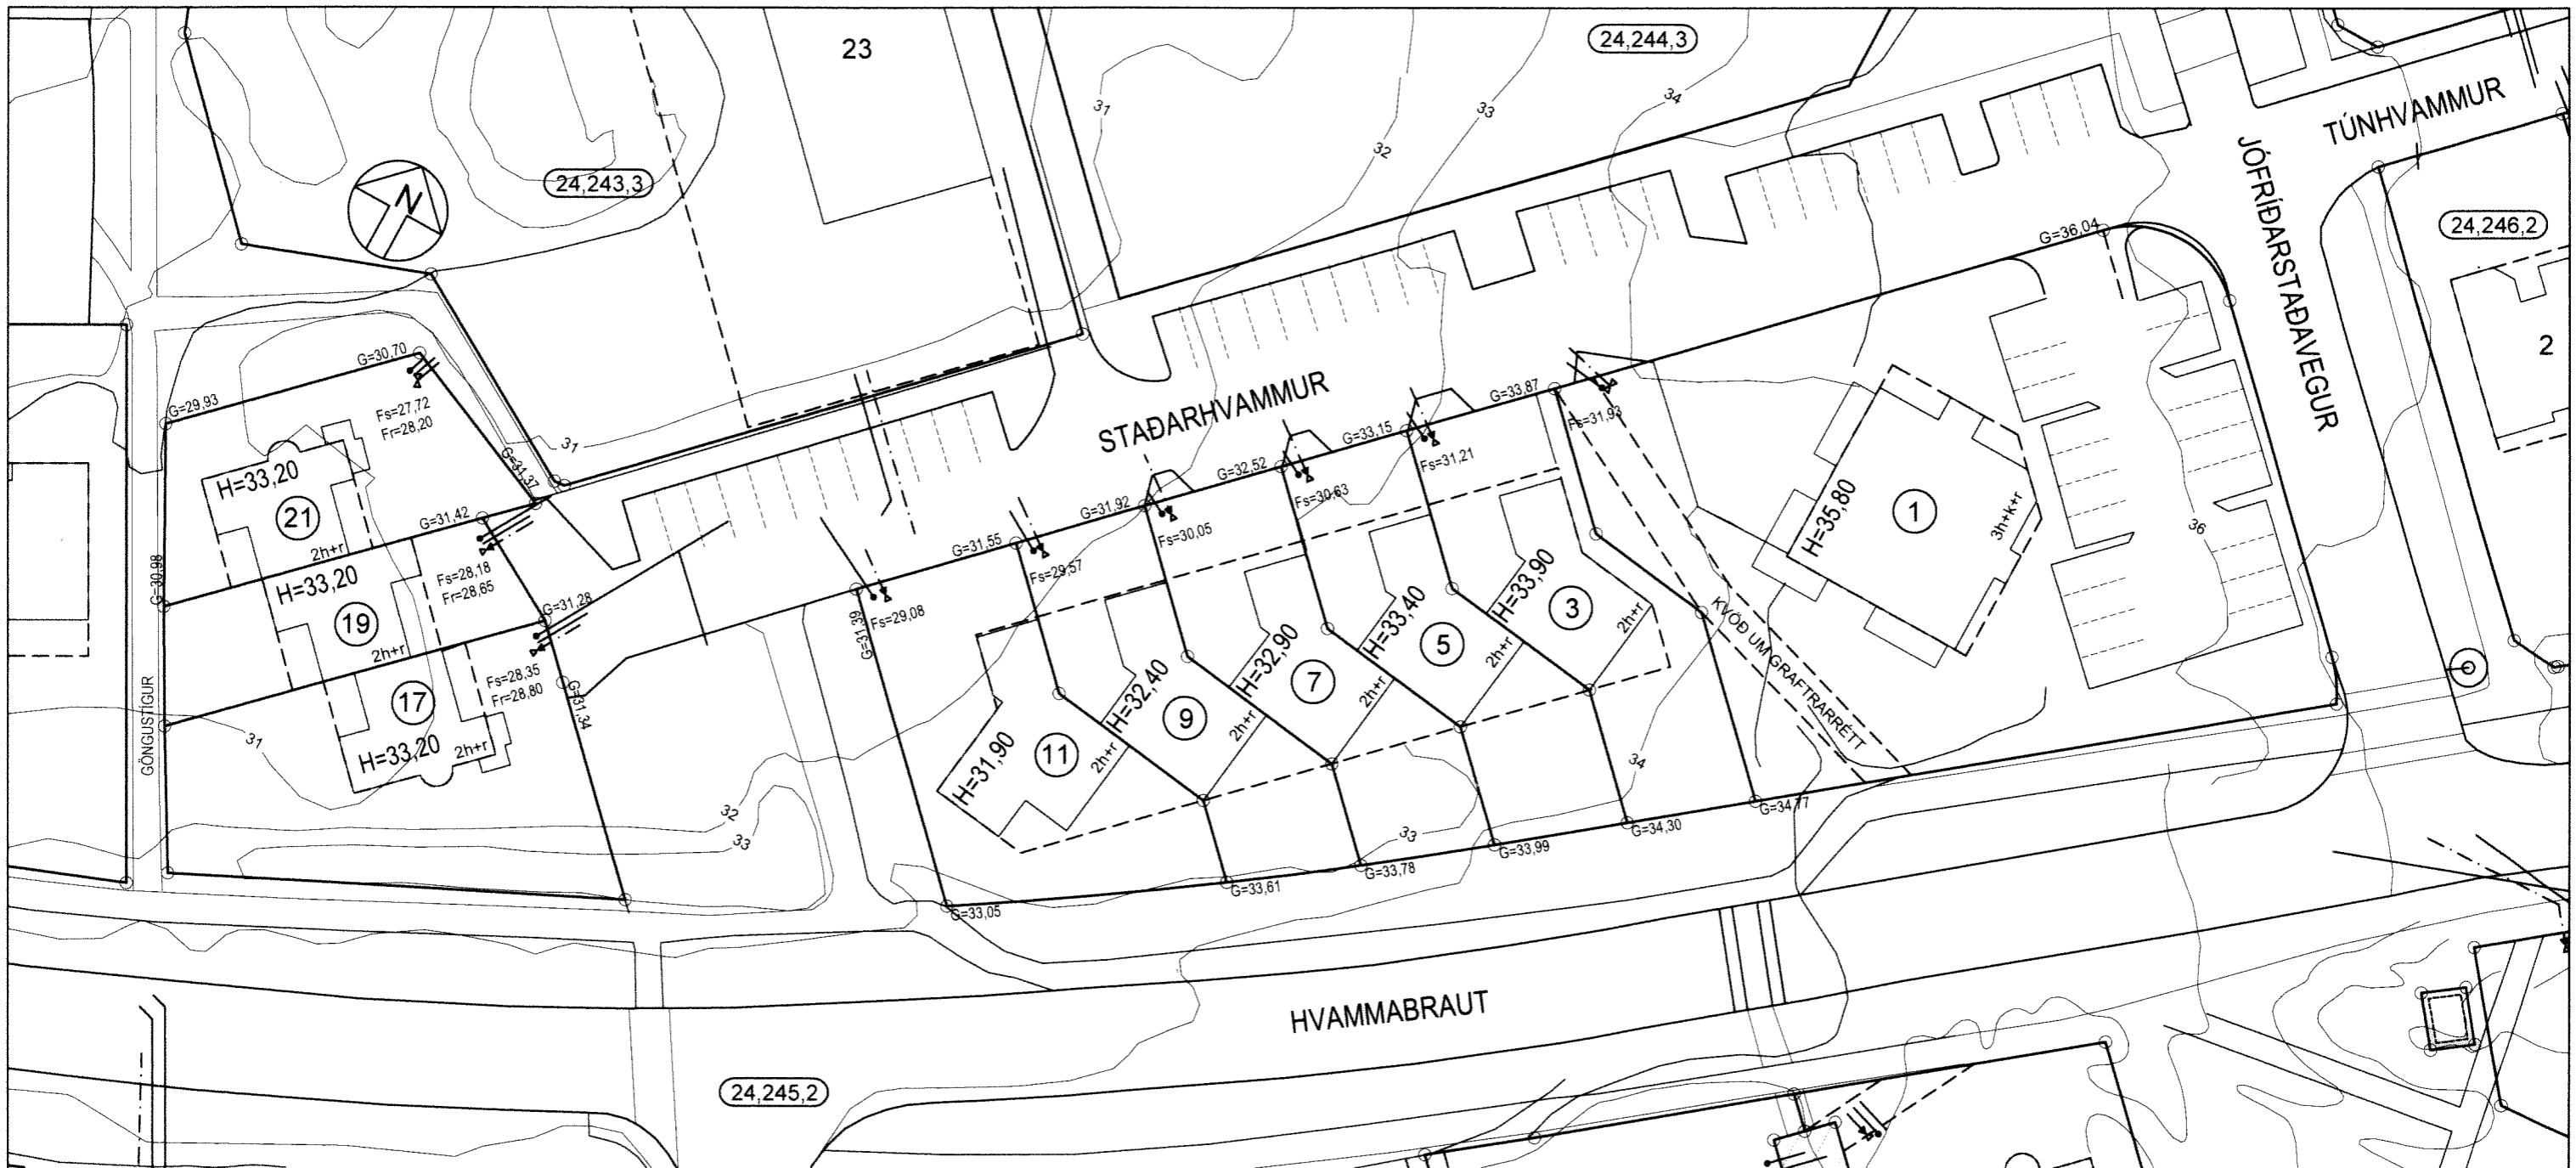 23
24,244,3
TÚNHVAMMUR
JÓFRÍÐARSTAÐAVEGUR
24,246,2
2
24,243,3
N
31
32
33
34
G=36,04
G=30,70
G=29,93
Fs=27,72
Fr=28,20
31
G=31,37
STAÐARHVAMMUR
G=33,87
G=33,15
G=32,52
G=31,92
G=31,55
G=31,42
Fs=31,93
Fs=31,21
Fs=30,63
Fs=30,05
Fs=29,57
Fs=29,08
G=31,39
H=33,20
21
2h+r
G=30,98
H=33,20
19
2h+r
Fs=28,18
Fr=28,65
G=31,28
Fs=28,35
Fr=28,80
G=31,34
17
H=33,20
2h+r
GÖNGUSTÍGUR
31
32
33
H=35,80
1
3h+k+r
36
H=33,90
3
2h+r
H=33,40
5
2h+r
H=32,90
7
2h+r
H=32,40
9
2h+r
H=31,90
11
2h+r
KVÖÐ UM GRAFTRARRÉTT
34
33
G=34,77
G=34,30
G=33,99
G=33,78
G=33,61
G=33,05
HVAMMABRAUT
24,245,2